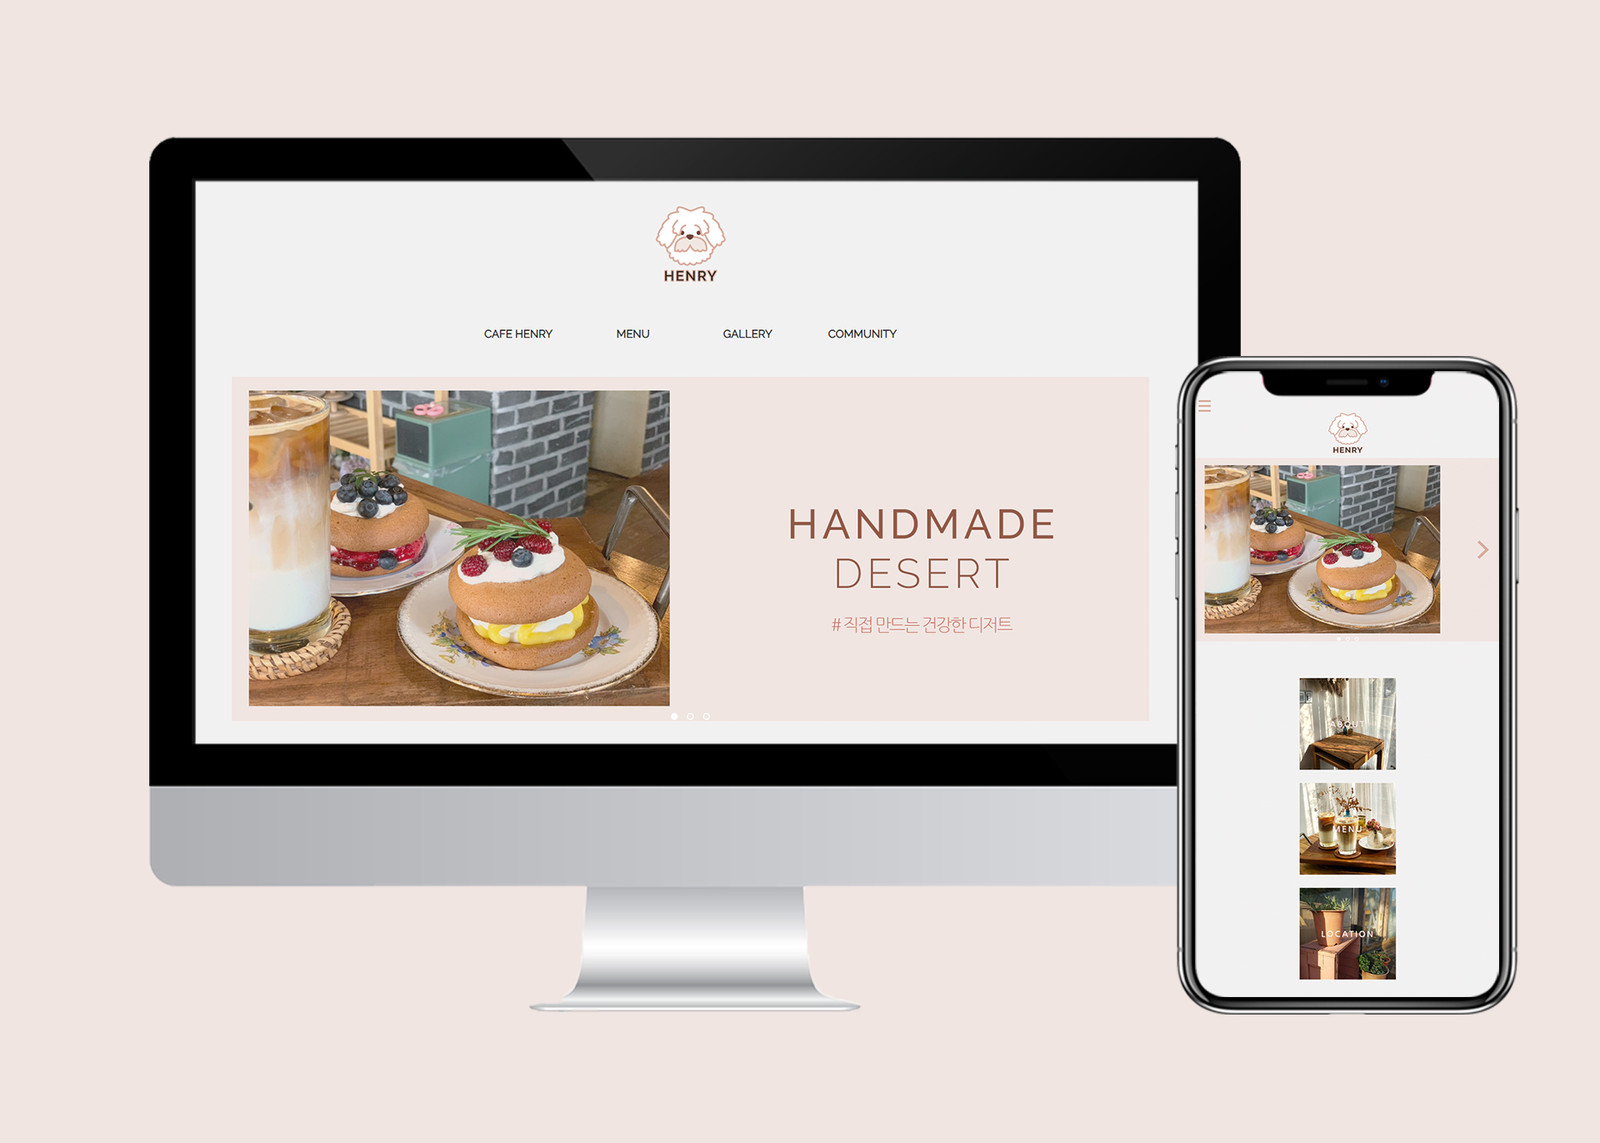 HENRY
CAFE HENRY MENU GALLERY COMMUNITY
HANDMADE
DESERT
# 직접 만드는 건강한 디저트
HENRY
ABOUT
MENU
LOCATION